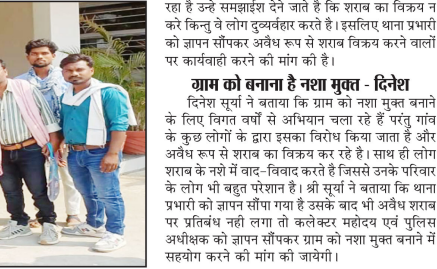 रहा है उन्हे समझाईश देने जाते है कि शराब का विक्रय न
करे किन्तु वे लोग दुव्यर्वहार करते है। इसलिए थाना प्रभारी
को ज्ञापन सौंपकर अवैध रूप से शराब विक्रय करने वालों
पर कार्यवाही करने की मांग की है।
ग्राम को बनाना है नशा मुक्त - दिनेश
दिनेश सूर्या ने बताया कि ग्राम को नशा मुक्त बनाने
के लिए विगत वर्षो से अभियान चला रहे हैं परंतु गांव
के कुछ लोगों के द्वारा इसका विरोध किया जाता है और
अवैध रूप से शराब का विक्रय कर रहे है। साथ ही लोग
शराब के नशे में वाद-विवाद करते है जिससे उनके परिवार
के लोग भी बहुत परेशान है। श्री सूर्या ने बताया कि थाना
प्रभारी को ज्ञापन सौंपा गया है उसके बाद भी अवैध शराब
पर प्रतिबंध नही लगा तो कलेक्टर महोदय एवं पुलिस
अधीक्षक को ज्ञापन सौंपकर ग्राम को नशा मुक्त बनाने में
सहयोग करने की मांग की जायेगी।